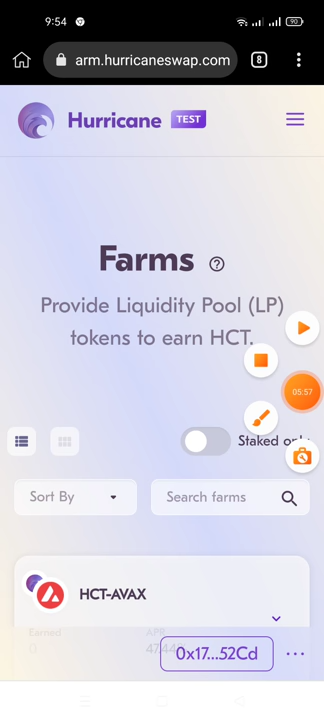 9:54
90
arm.hurricaneswap.com
8
Hurricane TEST
Farms
Provide Liquidity Pool (LP)
tokens to earn HCT.
05:57
Staked only
Sort By
Search farms
HCT-AVAX
Earned
APR
0
0x17...52Cd